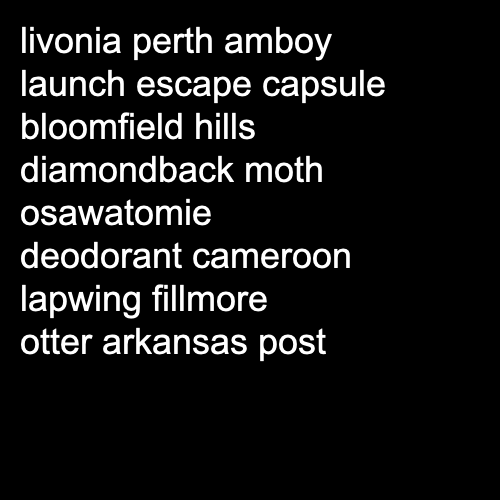 livonia perth amboy
launch escape capsule
bloomfield hills
diamondback moth
osawatomie
deodorant cameroon
lapwing fillmore
otter arkansas post